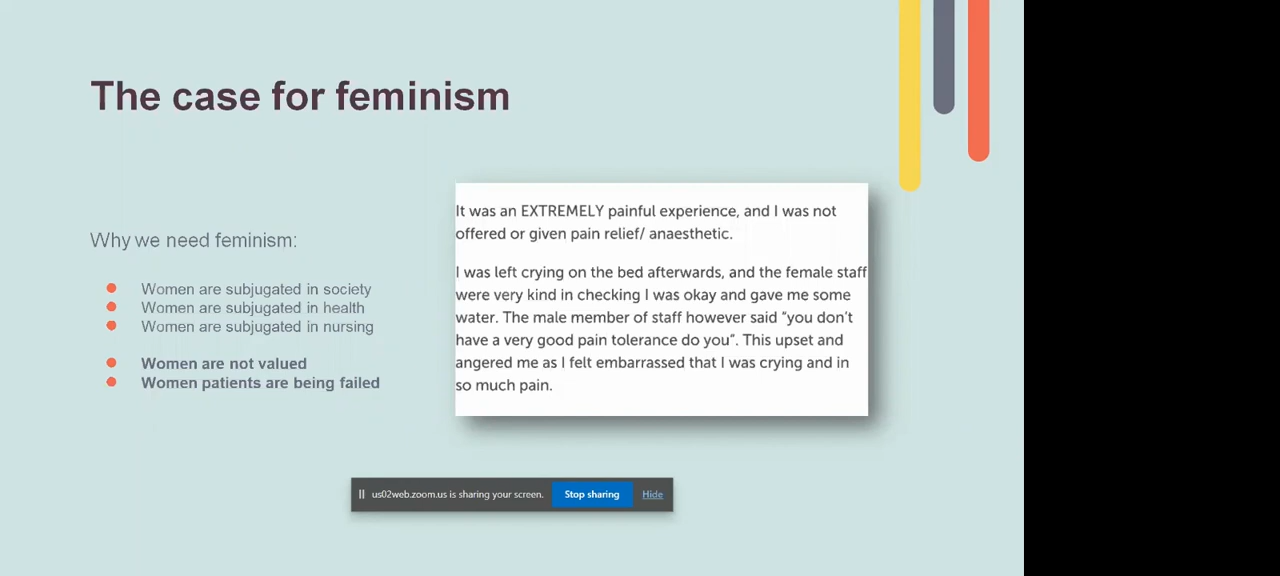 The case for feminism
Why we need feminism:
Women are subjugated in society
Women are subjugated in health
Women are subjugated in nursing
Women are not valued
Women patients are being failed
It was an EXTREMELY painful experience, and I was not
offered or given pain relief/ anaesthetic.
I was left crying on the bed afterwards, and the female staff
were very kind in checking I was okay and gave me some
water. The male member of staff however said “you don’t
have a very good pain tolerance do you”. This upset and
angered me as I felt embarrassed that I was crying and in
so much pain.
us02web.zoom.us is sharing your screen.
Stop sharing
Hide